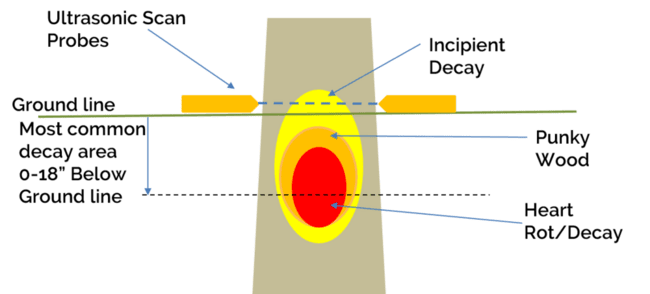 Ultrasonic Scan
Probes
Incipient
Decay
Ground line
Most common
decay area
0-18” Below
Ground line
Punky
Wood
Heart
Rot/Decay